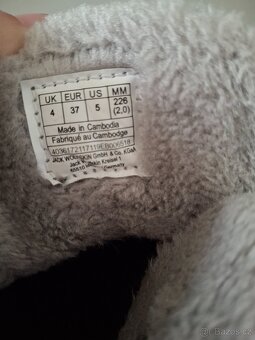 UK EUR US MM
4 37 5 226 (2.0)
Made in Cambodia
Fabriqué au Cambodge
JACK WOLFSKIN GmbH & Co. KGaA
Jack Wolfskin Kreisel 1
65510
Germany
Bazos.cz